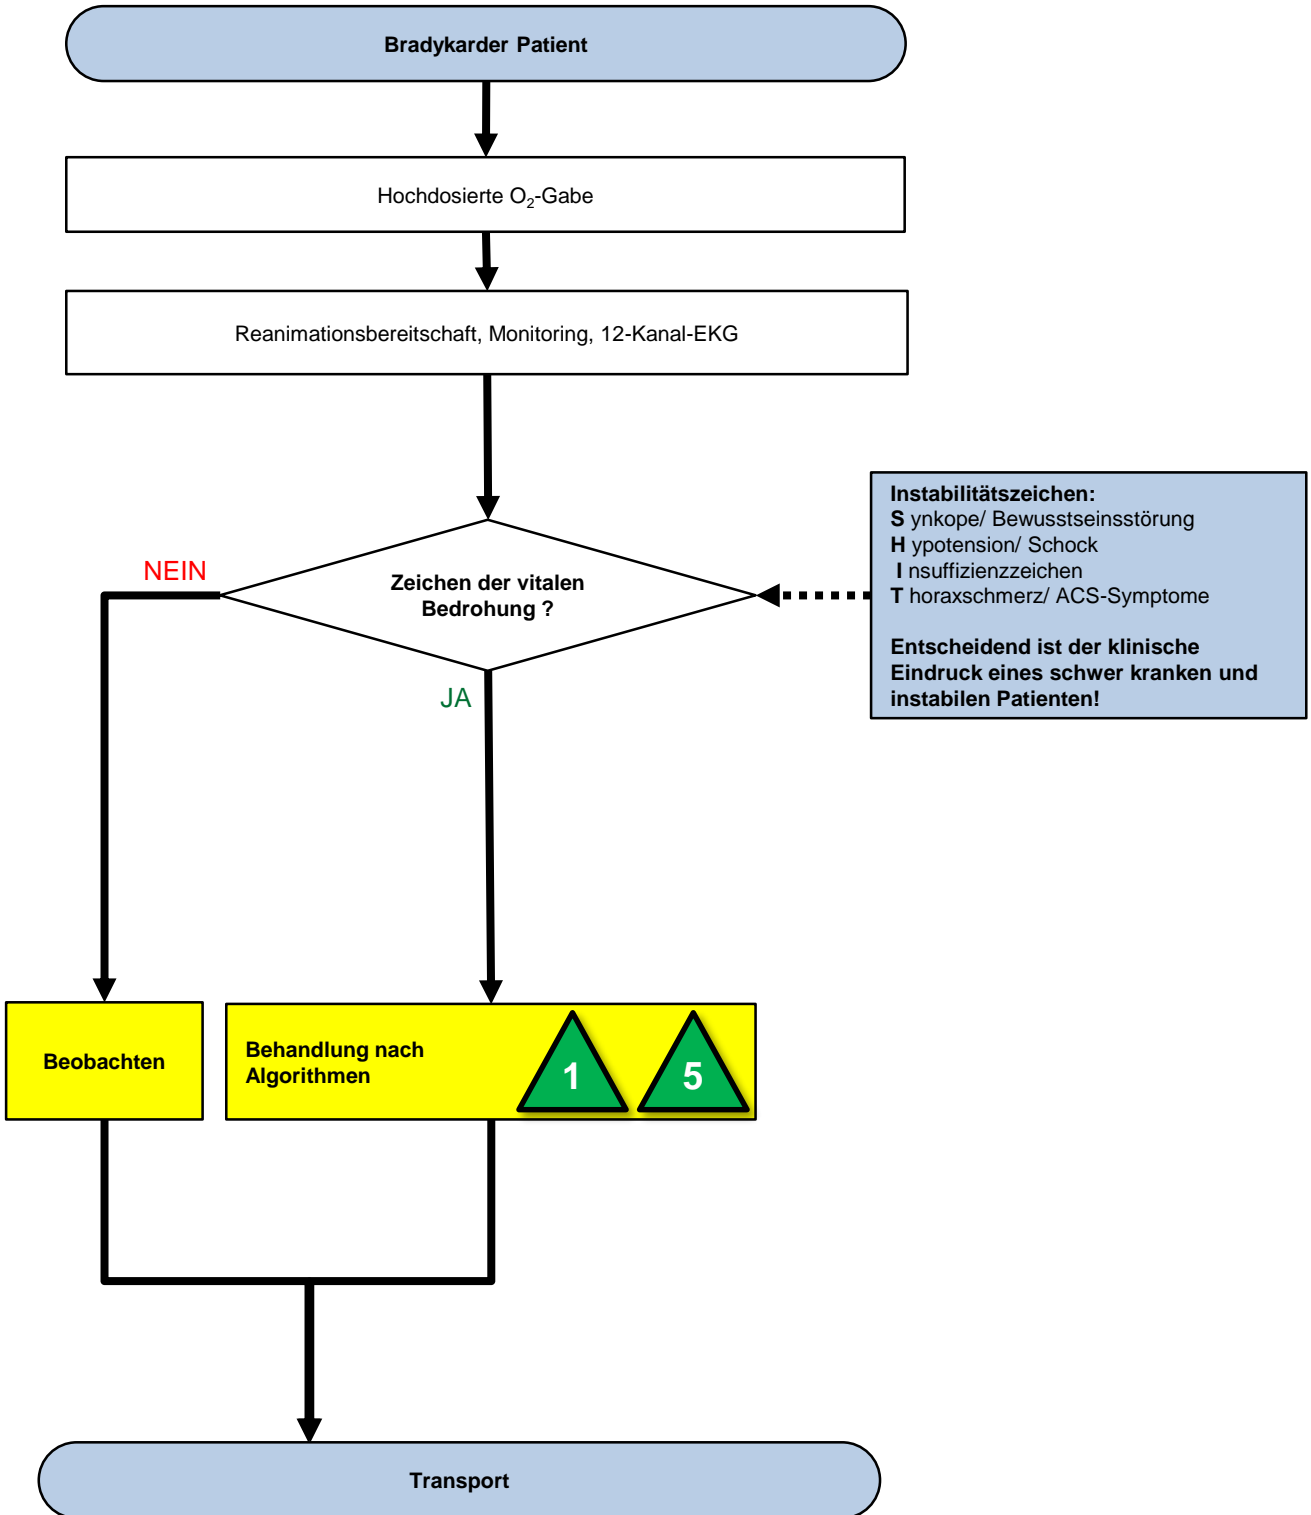 Bradykarder Patient
Hochdosierte O₂-Gabe
Reanimationsbereitschaft, Monitoring, 12-Kanal-EKG
Instabilitätszeichen:
S ynkope/ Bewusstseinsstörung
H ypotension/ Schock
I nsuffizienzzeichen
T horaxschmerz/ ACS-Symptome
Entscheidend ist der klinische
Eindruck eines schwer kranken und
instabilen Patienten!
NEIN
Zeichen der vitalen
Bedrohung ?
JA
Beobachten
Behandlung nach
Algorithmen
1
5
Transport